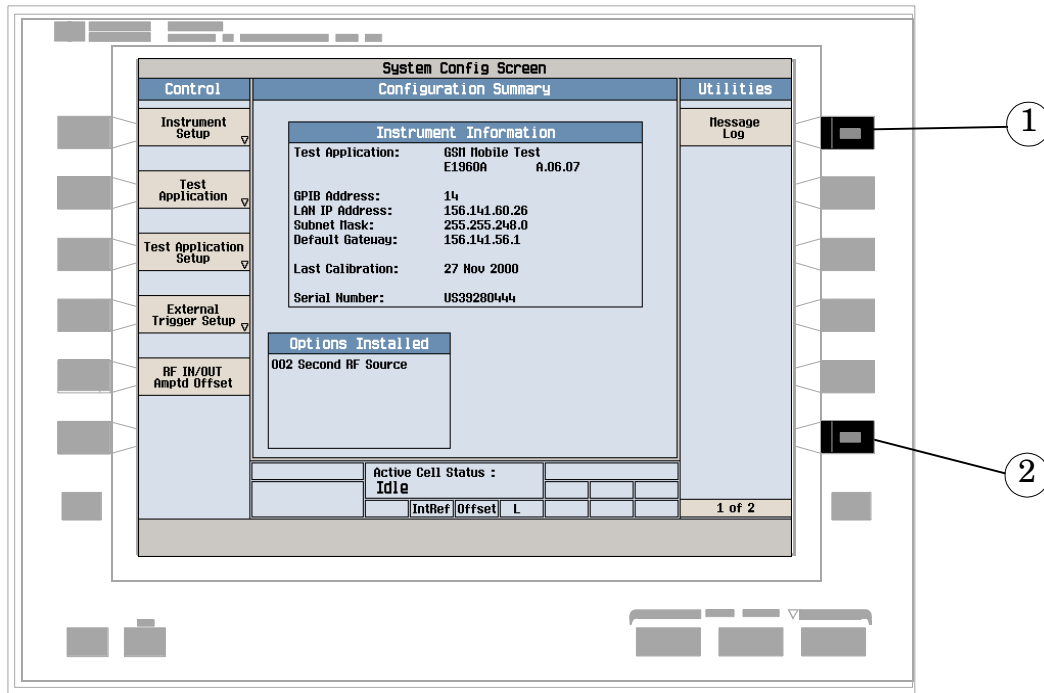 System Config Screen
Control
Configuration Summary
Utilities
Instrument
Setup
Test
Application
Test Application
Setup
External
Trigger Setup
RF IN/OUT
Amptd Offset
Instrument Information
Test Application: GSM Mobile Test
E1960A A.06.07
GPIB Address: 14
LAN IP Address: 156.141.60.26
Subnet Mask: 255.255.248.0
Default Gateway: 156.141.56.1
Last Calibration: 27 Nov 2000
Serial Number: US39280444
Options Installed
002 Second RF Source
Active Cell Status :
Idle
IntRef Offset L
Message
Log
1 of 2
1
2